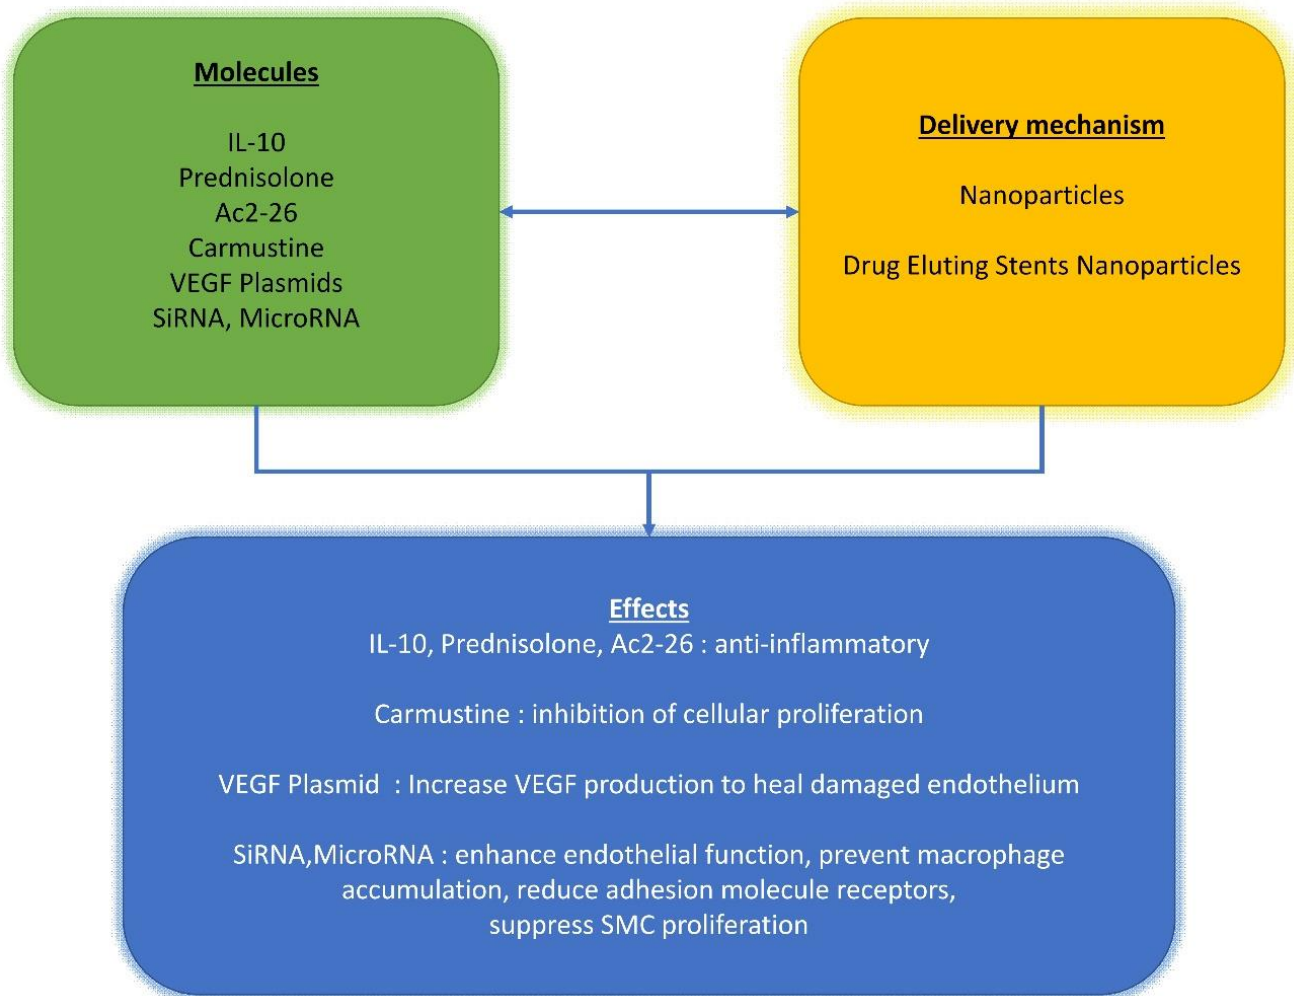 Molecules
IL-10
Prednisolone
Ac2-26
Carmustine
VEGF Plasmids
SiRNA, MicroRNA
Delivery mechanism
Nanoparticles
Drug Eluting Stents Nanoparticles
Effects
IL-10, Prednisolone, Ac2-26 : anti-inflammatory
Carmustine : inhibition of cellular proliferation
VEGF Plasmid : Increase VEGF production to heal damaged endothelium
SiRNA,MicroRNA : enhance endothelial function, prevent macrophage
accumulation, reduce adhesion molecule receptors,
suppress SMC proliferation